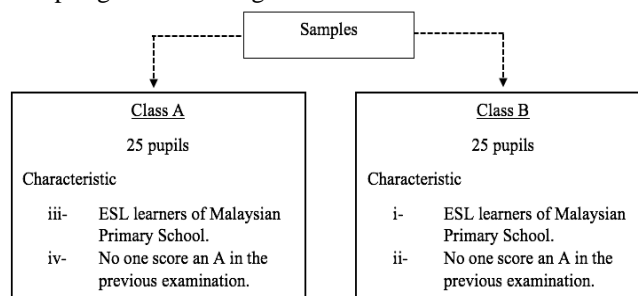 Samples
Class A
25 pupils
Characteristic
iii- ESL learners of Malaysian
Primary School.
iv- No one score an A in the
previous examination.
Class B
25 pupils
Characteristic
i- ESL learners of Malaysian
Primary School.
ii- No one score an A in the
previous examination.